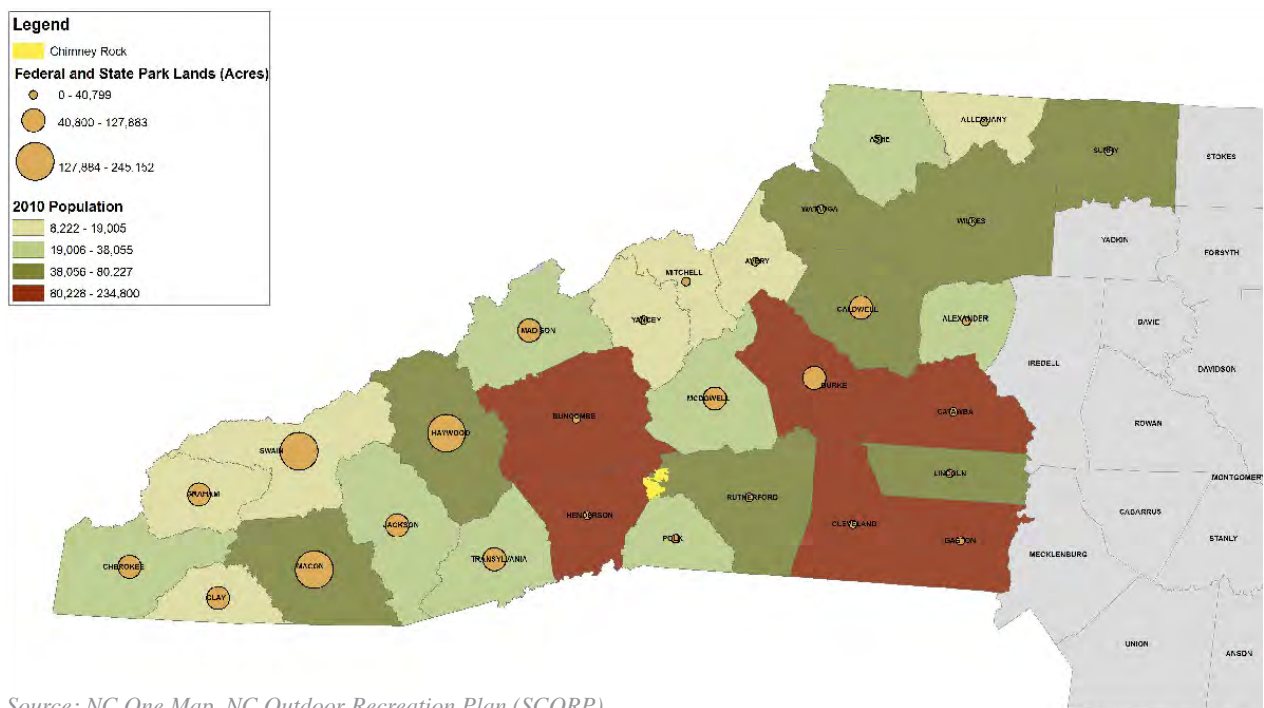 Legend
Chimney Rock
Federal and State Park Lands (Acres)
0 - 40,799
40,800 - 127,883
127,884 - 245,152
2010 Population
8,222 - 19,005
19,006 - 38,055
38,056 - 80,227
80,228 - 234,800
ALLEGHANY
ASHE
SURRY
STOKES
WATAUGA
WILKES
YADKIN
FORSYTH
AVERY
MITCHELL
CALDWELL
YANCEY
ALEXANDER
DAVIE
MADISON
IREDELL
DAVIDSON
BURKE
MCDOWELL
CATAWBA
BUNCOMBE
ROWAN
HAYWOOD
SWAIN
LINCOLN
MONTGOMERY
GRAHAM
RUTHERFORD
CABARRUS
HENDERSON
JACKSON
CLEVELAND
POLK
GASTON
STANLY
MECKLENBURG
TRANSYLVANIA
CHEROKEE
MACON
CLAY
UNION
ANSON
Source: NC One Map, NC Outdoor Recreation Plan (SCORP)